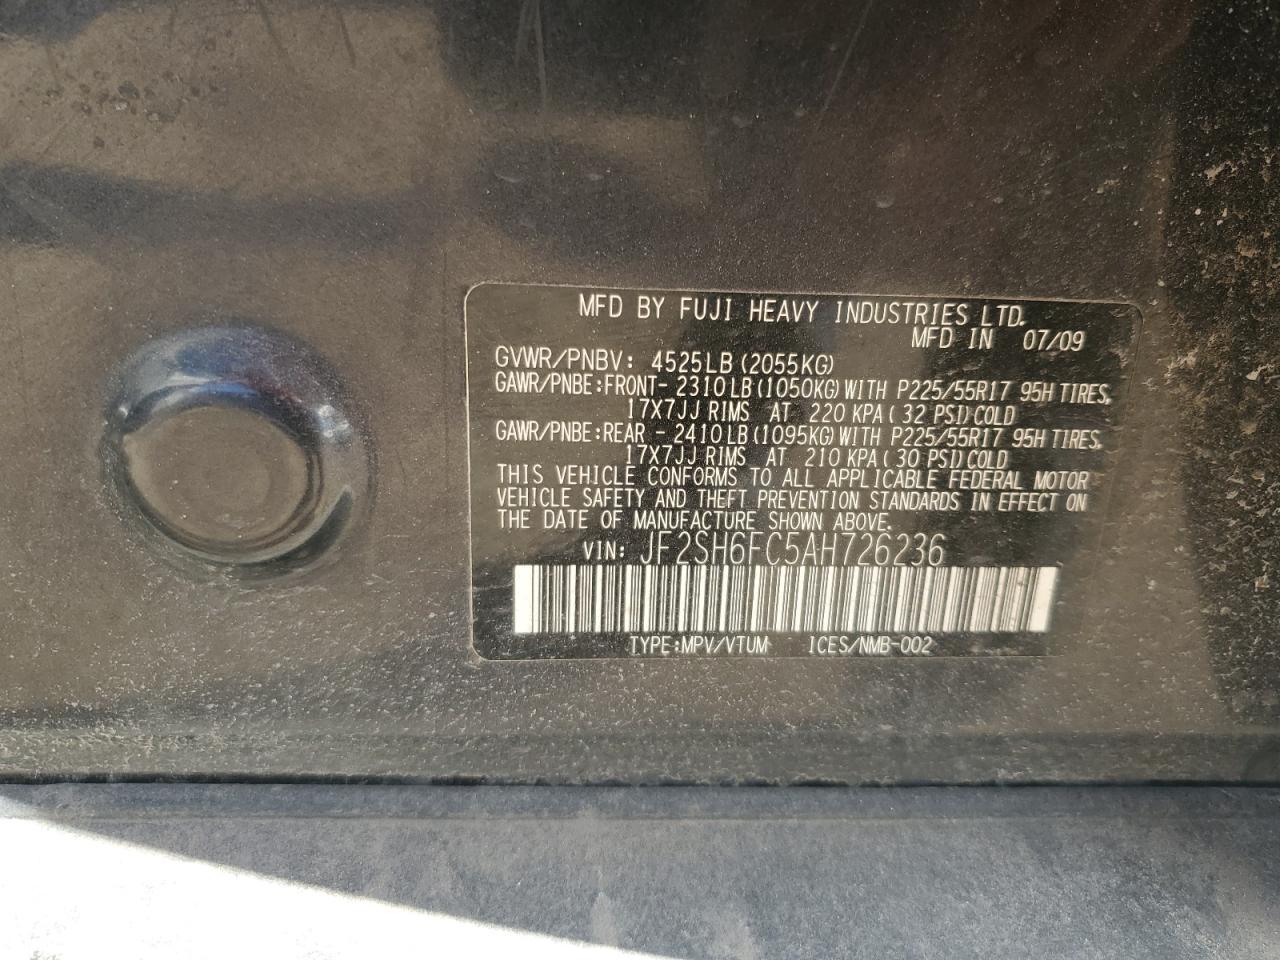 MFD BY FUJI HEAVY INDUSTRIES LTD.
MFD IN 07/09
GVWR/PNBV: 4525LB (2055KG)
GAWR/PNBE:FRONT- 2310LB (1050KG) WITH P225/55R17 95H TIRES,
17X7JJ RIMS AT 220 KPA ( 32 PSI) COLD
GAWR/PNBE:REAR - 2410LB (1095KG) WITH P225/55R17 95H TIRES,
17X7JJ RIMS AT 210 KPA ( 30 PSI) COLD
THIS VEHICLE CONFORMS TO ALL APPLICABLE FEDERAL MOTOR
VEHICLE SAFETY AND THEFT PREVENTION STANDARDS IN EFFECT ON
THE DATE OF MANUFACTURE SHOWN ABOVE.
VIN: JF2SH6FC5AH726236
TYPE:MPV/VTUM ICES/NMB-002